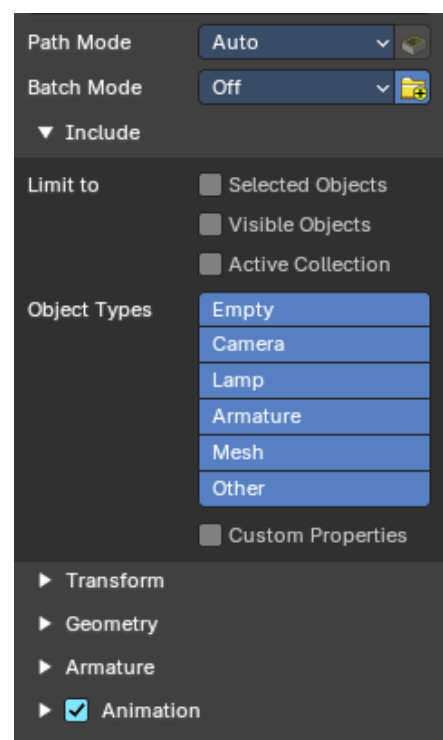 Path Mode Auto
Batch Mode Off
Include
Limit to Selected Objects
Visible Objects
Active Collection
Object Types Empty
Camera
Lamp
Armature
Mesh
Other
Custom Properties
Transform
Geometry
Armature
Animation